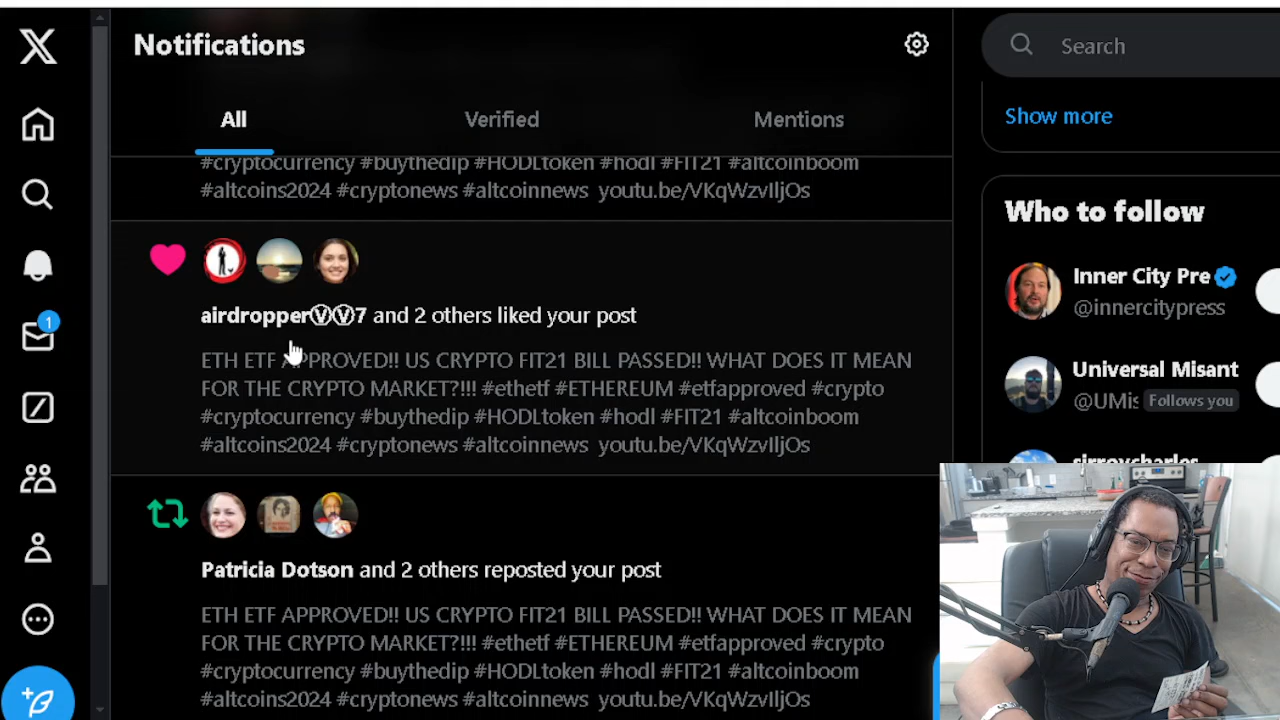 Notifications
Search
All
Verified
Mentions
Show more
#cryptocurrency #buythedip #HODLtoken #hodl #FIT21 #altcoinboom
#altcoins2024 #cryptonews #altcoinnews youtu.be/VKqWzvIljOs
airdropperⓋⓋ7 and 2 others liked your post
ETH ETF APPROVED!! US CRYPTO FIT21 BILL PASSED!! WHAT DOES IT MEAN
FOR THE CRYPTO MARKET?!!! #ethetf #ETHEREUM #etfapproved #crypto
#cryptocurrency #buythedip #HODLtoken #hodl #FIT21 #altcoinboom
#altcoins2024 #cryptonews #altcoinnews youtu.be/VKqWzvIljOs
Patricia Dotson and 2 others reposted your post
ETH ETF APPROVED!! US CRYPTO FIT21 BILL PASSED!! WHAT DOES IT MEAN
FOR THE CRYPTO MARKET?!!! #ethetf #ETHEREUM #etfapproved #crypto
#cryptocurrency #buythedip #HODLtoken #hodl #FIT21 #altcoinboom
#altcoins2024 #cryptonews #altcoinnews youtu.be/VKqWzvIljOs
1
Who to follow
Inner City Pre
@innercitypress
Universal Misant
@UMis Follows you
sirroycharles